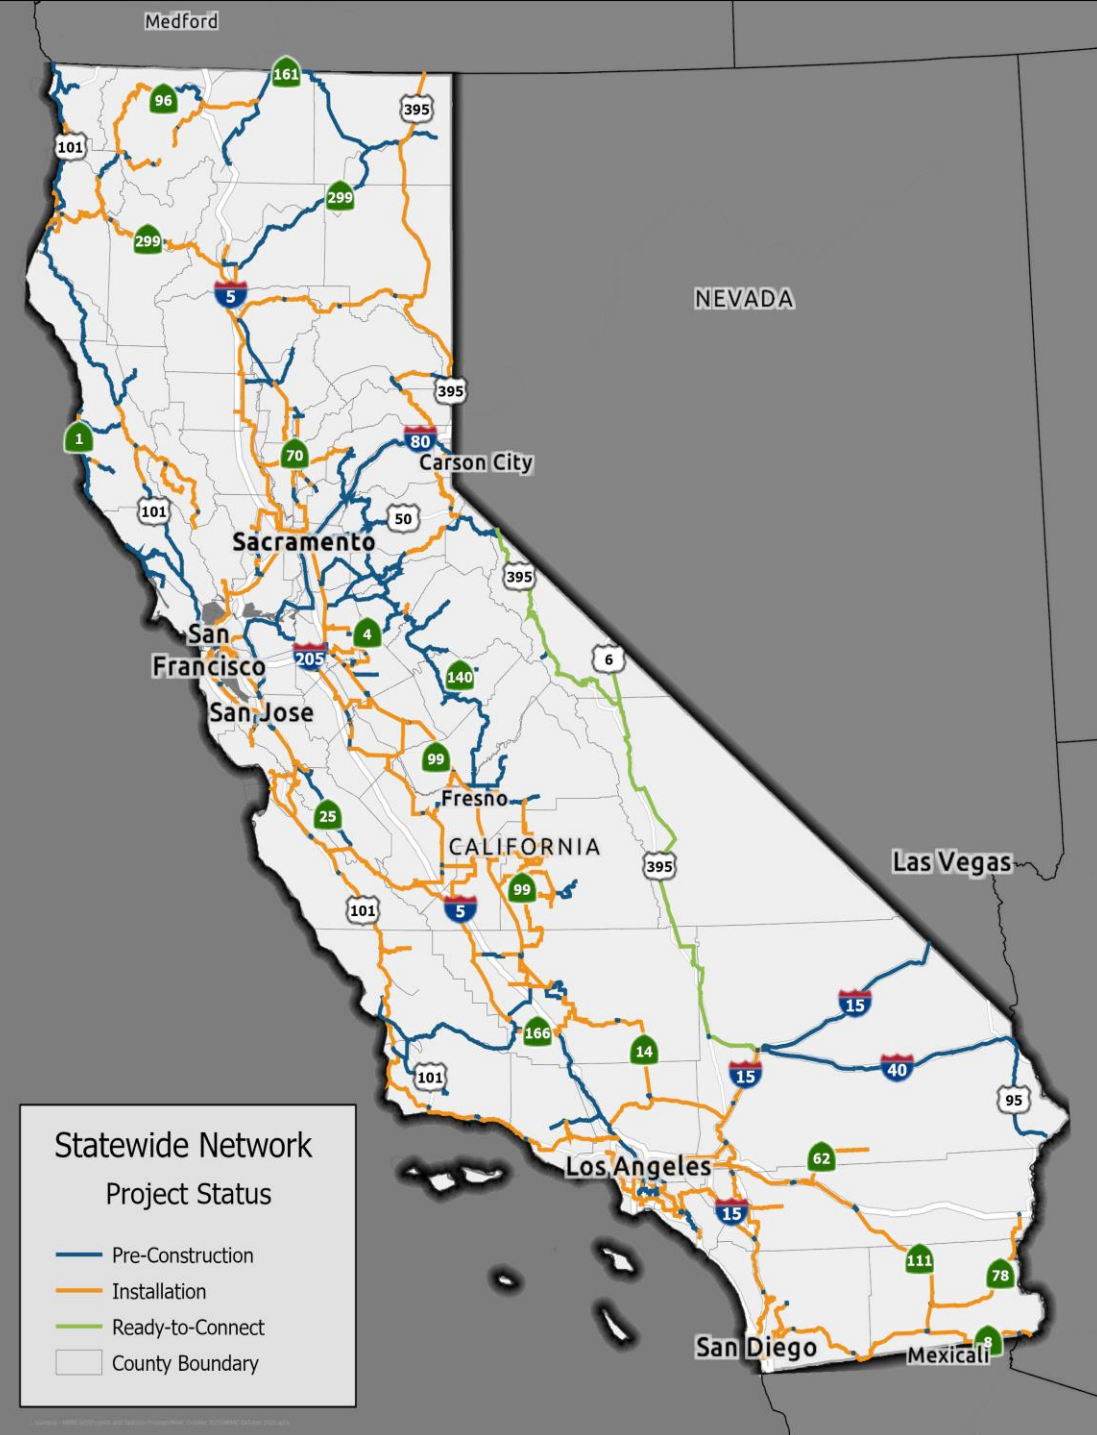 Medford
161
96
395
101
299
299
5
NEVADA
395
1
80
70
Carson City
101
50
Sacramento
395
4
San
Francisco
205
6
140
San Jose
99
Fresno
25
CALIFORNIA
Las Vegas
395
99
101
5
15
166
14
15
40
101
95
62
Los Angeles
15
111
78
San Diego
8
Mexicali
Statewide Network
Project Status
Pre-Construction
Installation
Ready-to-Connect
County Boundary